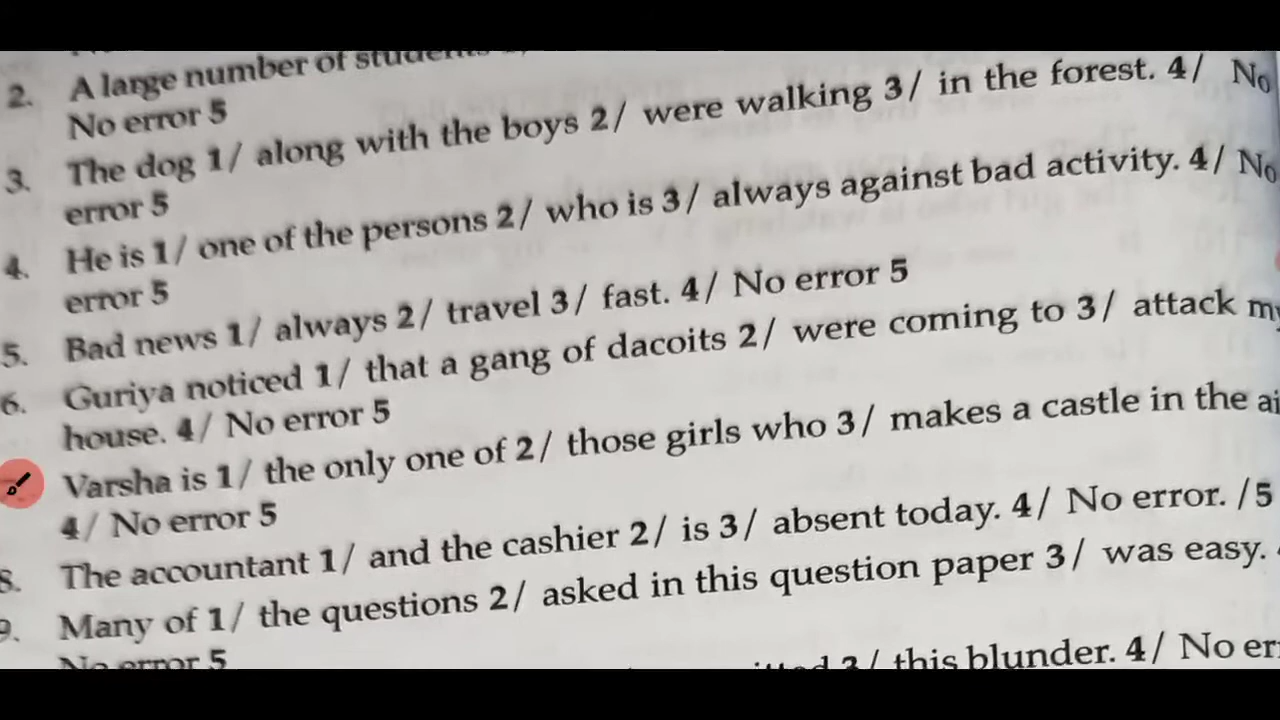 2. A large number of students
No error 5
3. The dog 1/ along with the boys 2/ were walking 3/ in the forest. 4/ No
error 5
4. He is 1/ one of the persons 2/ who is 3/ always against bad activity. 4/ No
error 5
5. Bad news 1/ always 2/ travel 3/ fast. 4/ No error 5
6. Guriya noticed 1/ that a gang of dacoits 2/ were coming to 3/ attack my
house. 4/ No error 5
Varsha is 1/ the only one of 2/ those girls who 3/ makes a castle in the ai
4/ No error 5
8. The accountant 1/ and the cashier 2/ is 3/ absent today. 4/ No error. /5
9. Many of 1/ the questions 2/ asked in this question paper 3/ was easy.
No error 5
3/ this blunder. 4/ No er